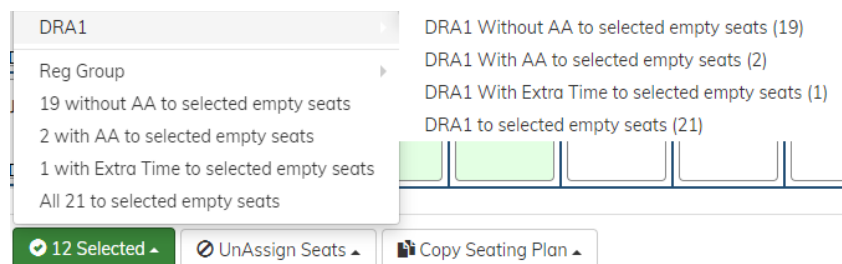 DRA1
Reg Group
19 without AA to selected empty seats
2 with AA to selected empty seats
1 with Extra Time to selected empty seats
All 21 to selected empty seats
DRA1 Without AA to selected empty seats (19)
DRA1 With AA to selected empty seats (2)
DRA1 With Extra Time to selected empty seats (1)
DRA1 to selected empty seats (21)
12 Selected
UnAssign Seats
Copy Seating Plan